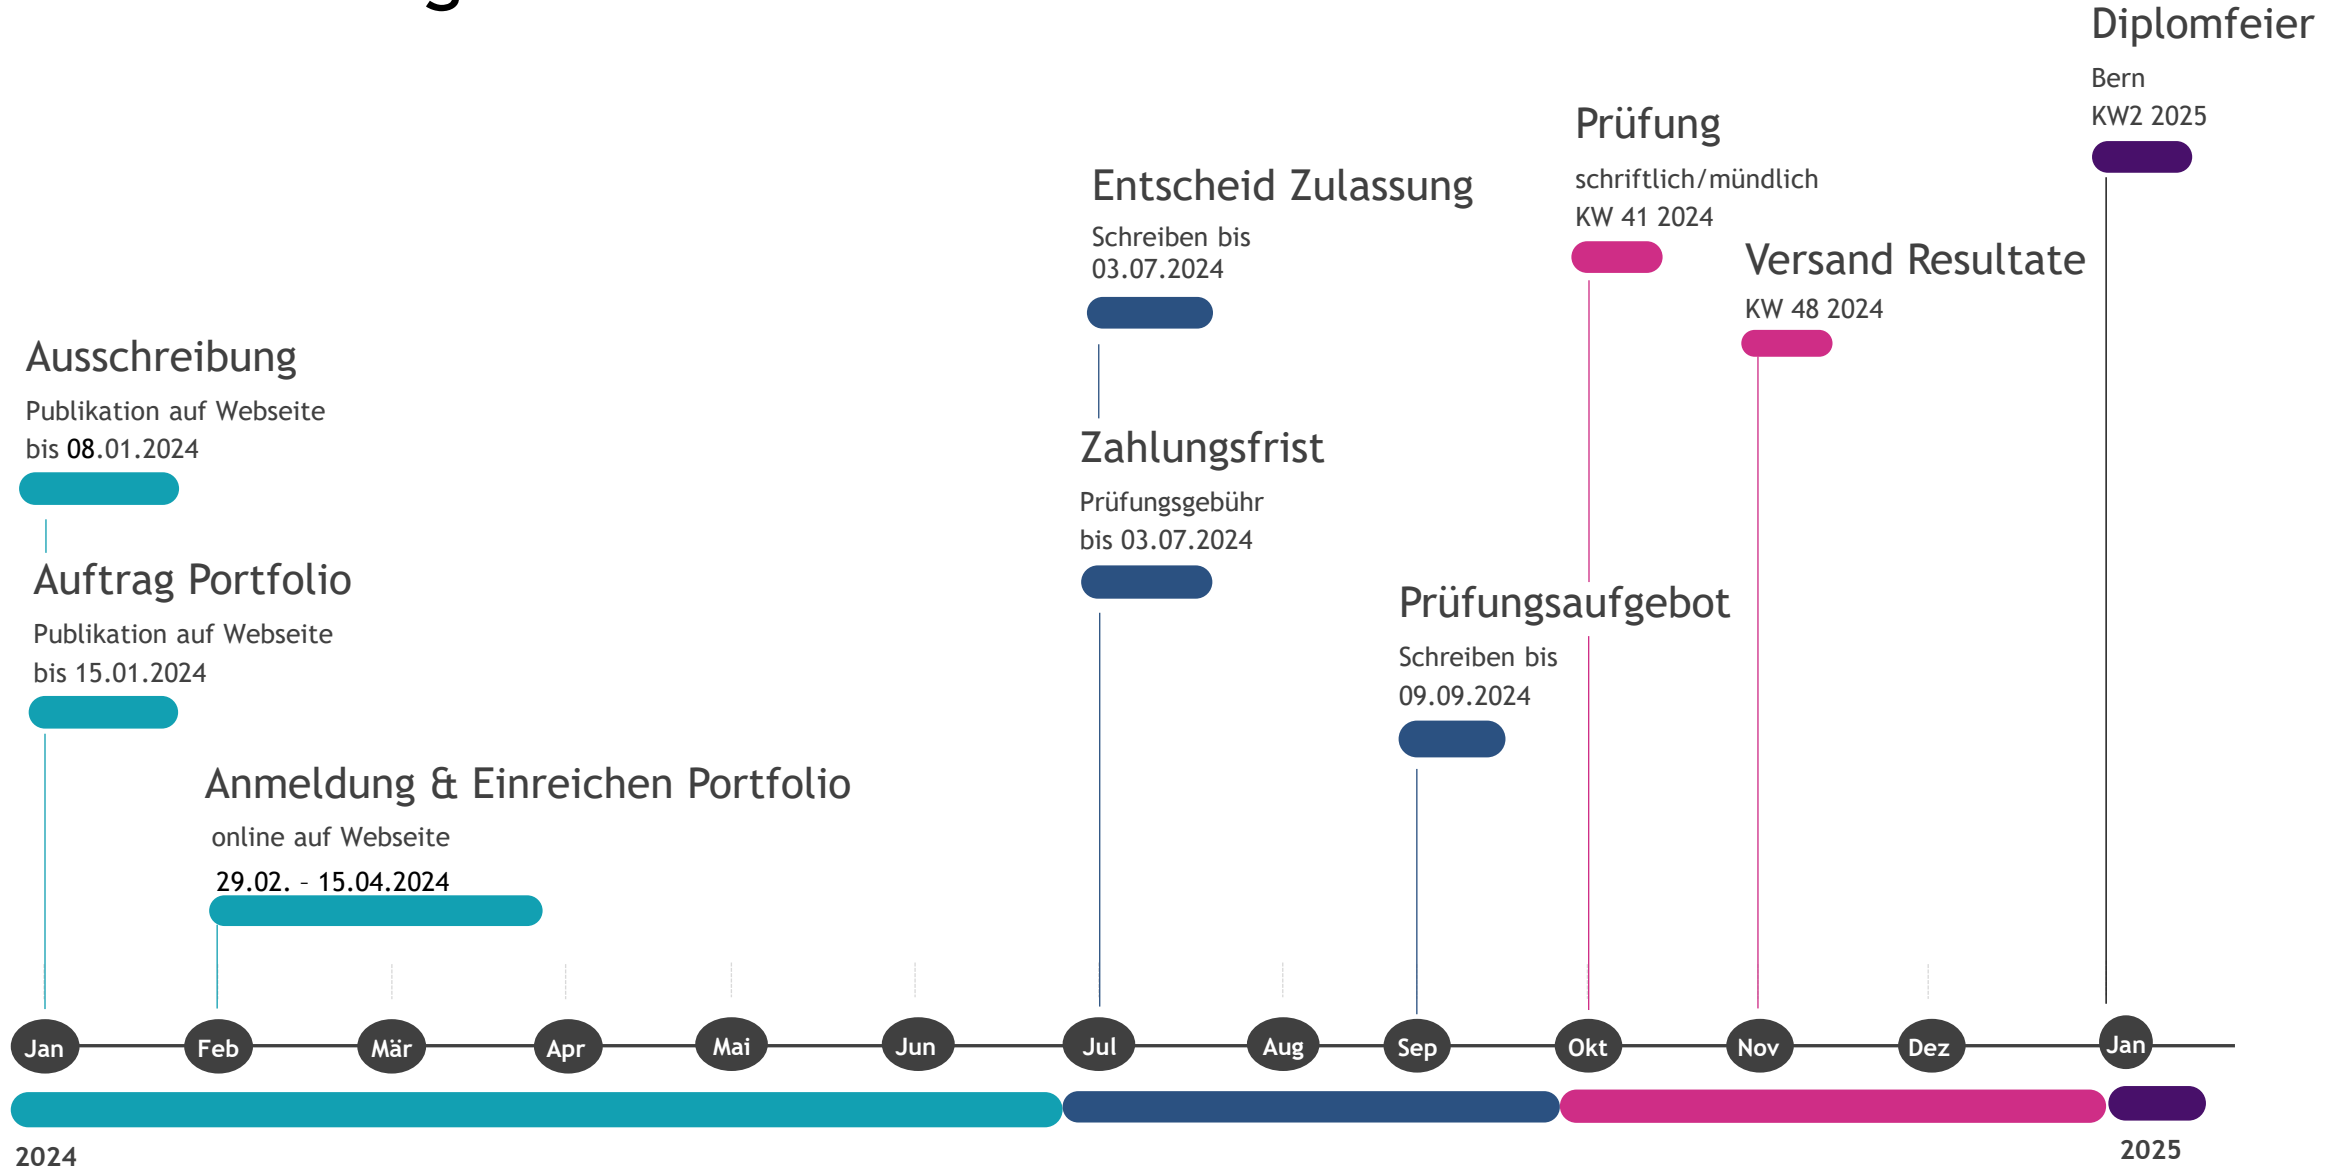 Diplomfeier
Bern
KW2 2025
Prüfung
schriftlich/mündlich
KW 41 2024
Entscheid Zulassung
Schreiben bis
03.07.2024
Versand Resultate
KW 48 2024
Ausschreibung
Publikation auf Webseite
bis 08.01.2024
Zahlungsfrist
Prüfungsgebühr
bis 03.07.2024
Auftrag Portfolio
Publikation auf Webseite
bis 15.01.2024
Prüfungsaufgebot
Schreiben bis
09.09.2024
Anmeldung & Einreichen Portfolio
online auf Webseite
29.02. – 15.04.2024
Jan Feb Mär Apr Mai Jun Jul Aug Sep Okt Nov Dez Jan
2024 2025